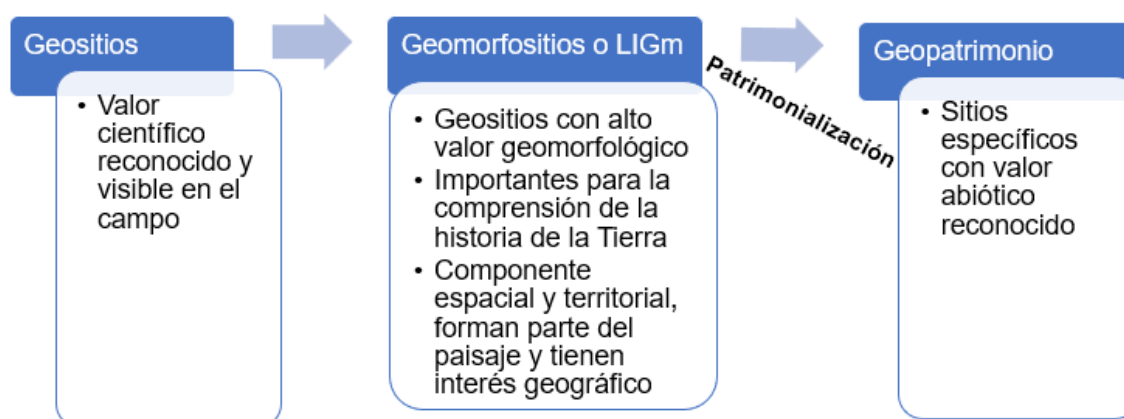 Geositios
• Valor
científico
reconocido y
visible en el
campo
Geomorfositios o LIGm
• Geositios con alto
valor geomorfológico
• Importantes para la
comprensión de la
historia de la Tierra
• Componente
espacial y territorial,
forman parte del
paisaje y tienen
interés geográfico
Patrimonialización
Geopatrimonio
• Sitios
específicos
con valor
abiótico
reconocido